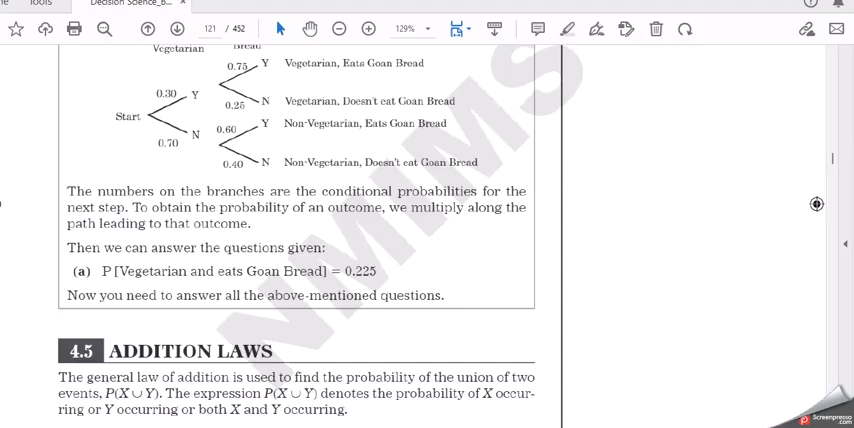 Tools
Decision Science_B...
×
121 / 452
129%
Vegetarian Bread
0.75 Y Vegetarian, Eats Goan Bread
0.30 Y
0.25 N Vegetarian, Doesn't eat Goan Bread
Start
0.60 Y Non-Vegetarian, Eats Goan Bread
0.70 N
0.40 N Non-Vegetarian, Doesn't eat Goan Bread
The numbers on the branches are the conditional probabilities for the
next step. To obtain the probability of an outcome, we multiply along the
path leading to that outcome.
Then we can answer the questions given:
(a) P [Vegetarian and eats Goan Bread] = 0.225
Now you need to answer all the above-mentioned questions.
NMIMS
4.5 ADDITION LAWS
The general law of addition is used to find the probability of the union of two
events, P(X ∪ Y). The expression P(X ∪ Y) denotes the probability of X occur-
ring or Y occurring or both X and Y occurring.
Screenpresso
.com